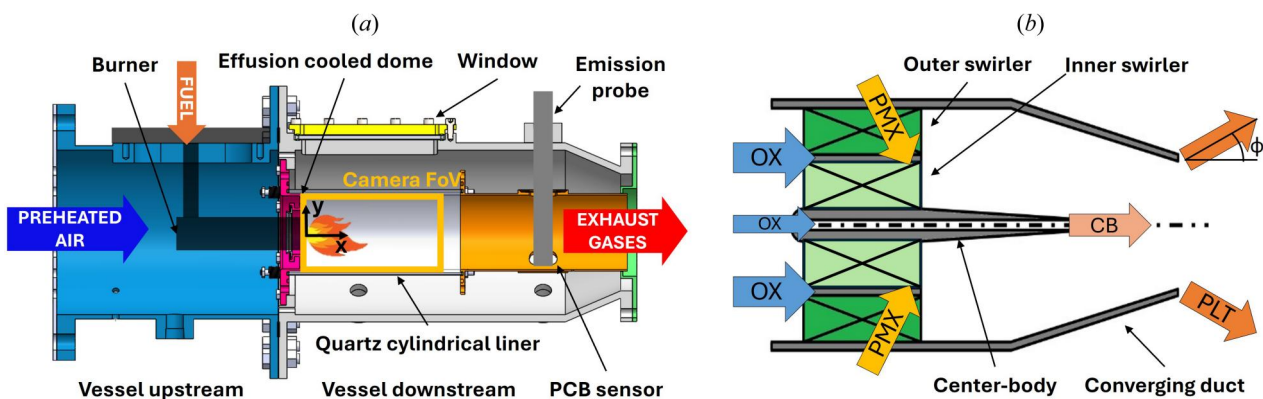 (a)
Burner
FUEL
Effusion cooled dome
Window
Emission
probe
Camera FoV
PREHEATED
AIR
y
x
EXHAUST
GASES
Quartz cylindrical liner
Vessel upstream
Vessel downstream
PCB sensor
(b)
Outer swirler
Inner swirler
PMX
OX
ϕ
OX
CB
OX
PMX
PLT
Center-body
Converging duct